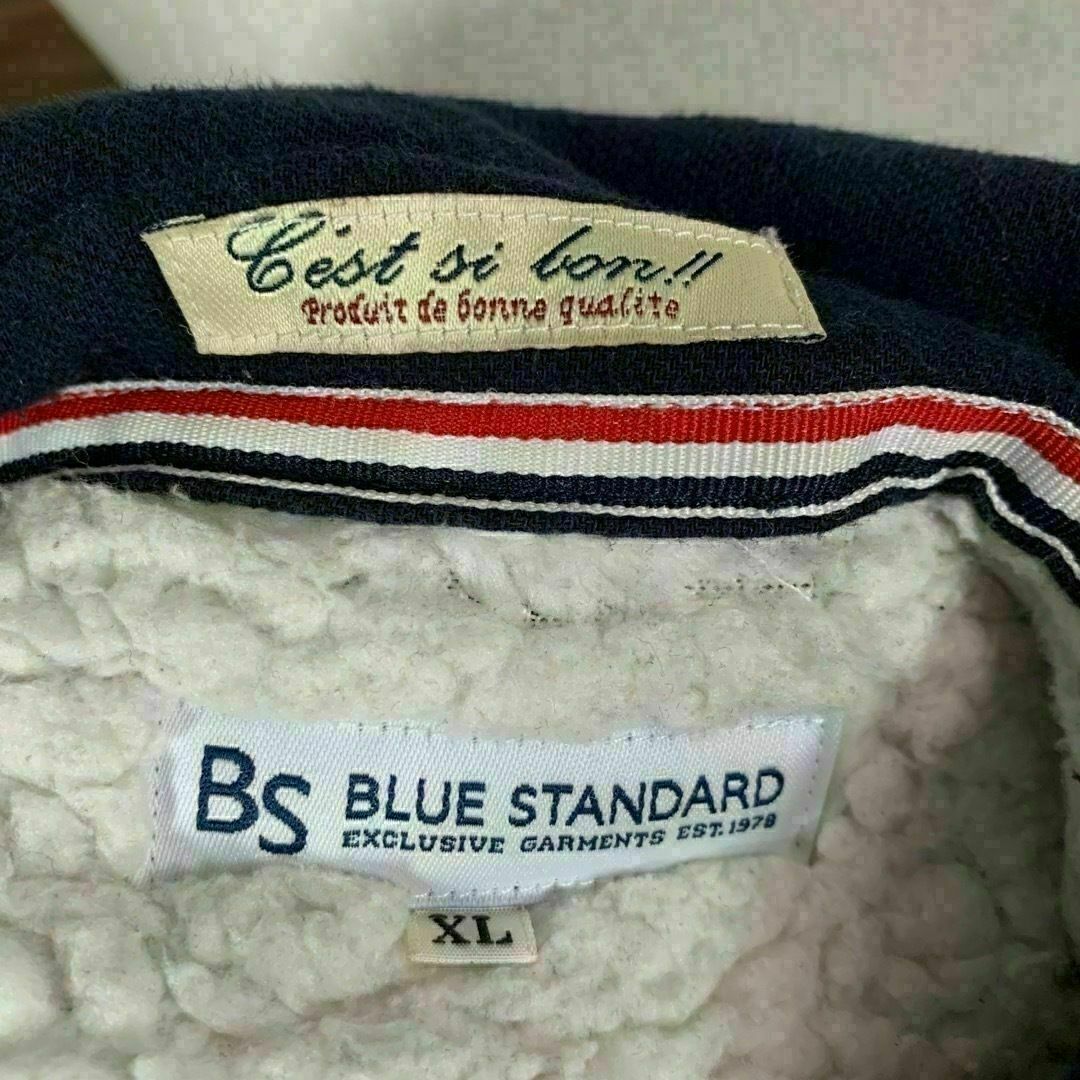 C'est si bon!!
Produit de bonne qualite
BS BLUE STANDARD
EXCLUSIVE GARMENTS EST.1978
XL